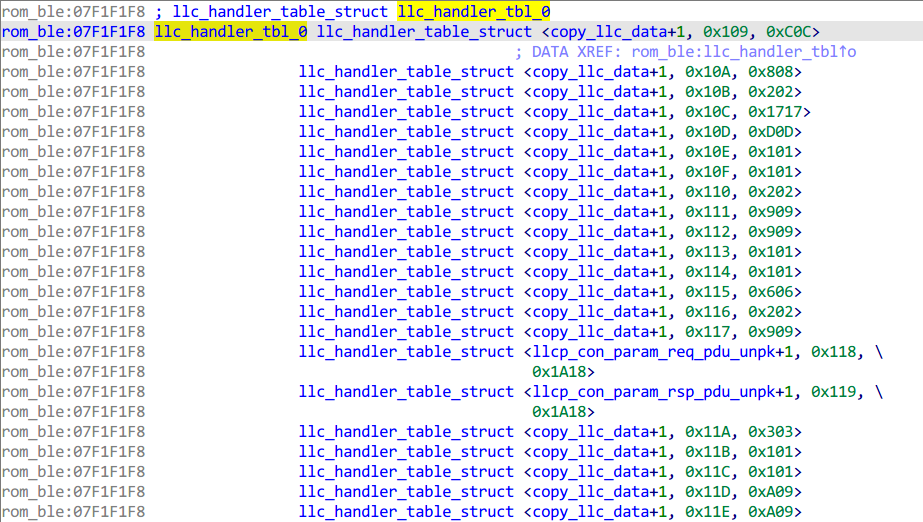 rom_ble:07F1F1F8 ; llc_handler_table_struct llc_handler_tbl_0
rom_ble:07F1F1F8 llc_handler_tbl_0 llc_handler_table_struct <copy_llc_data+1, 0x109, 0xC0C>
; DATA XREF: rom_ble:llc_handler_tbl↑o
rom_ble:07F1F1F8 llc_handler_table_struct <copy_llc_data+1, 0x10A, 0x808>
rom_ble:07F1F1F8 llc_handler_table_struct <copy_llc_data+1, 0x10B, 0x202>
rom_ble:07F1F1F8 llc_handler_table_struct <copy_llc_data+1, 0x10C, 0x1717>
rom_ble:07F1F1F8 llc_handler_table_struct <copy_llc_data+1, 0x10D, 0xD0D>
rom_ble:07F1F1F8 llc_handler_table_struct <copy_llc_data+1, 0x10E, 0x101>
rom_ble:07F1F1F8 llc_handler_table_struct <copy_llc_data+1, 0x10F, 0x101>
rom_ble:07F1F1F8 llc_handler_table_struct <copy_llc_data+1, 0x110, 0x202>
rom_ble:07F1F1F8 llc_handler_table_struct <copy_llc_data+1, 0x111, 0x909>
rom_ble:07F1F1F8 llc_handler_table_struct <copy_llc_data+1, 0x112, 0x909>
rom_ble:07F1F1F8 llc_handler_table_struct <copy_llc_data+1, 0x113, 0x101>
rom_ble:07F1F1F8 llc_handler_table_struct <copy_llc_data+1, 0x114, 0x101>
rom_ble:07F1F1F8 llc_handler_table_struct <copy_llc_data+1, 0x115, 0x606>
rom_ble:07F1F1F8 llc_handler_table_struct <copy_llc_data+1, 0x116, 0x202>
rom_ble:07F1F1F8 llc_handler_table_struct <copy_llc_data+1, 0x117, 0x909>
rom_ble:07F1F1F8 llc_handler_table_struct <llcp_con_param_req_pdu_unpk+1, 0x118, \
rom_ble:07F1F1F8 0x1A18>
rom_ble:07F1F1F8 llc_handler_table_struct <llcp_con_param_rsp_pdu_unpk+1, 0x119, \
rom_ble:07F1F1F8 0x1A18>
rom_ble:07F1F1F8 llc_handler_table_struct <copy_llc_data+1, 0x11A, 0x303>
rom_ble:07F1F1F8 llc_handler_table_struct <copy_llc_data+1, 0x11B, 0x101>
rom_ble:07F1F1F8 llc_handler_table_struct <copy_llc_data+1, 0x11C, 0x101>
rom_ble:07F1F1F8 llc_handler_table_struct <copy_llc_data+1, 0x11D, 0xA09>
rom_ble:07F1F1F8 llc_handler_table_struct <copy_llc_data+1, 0x11E, 0xA09>